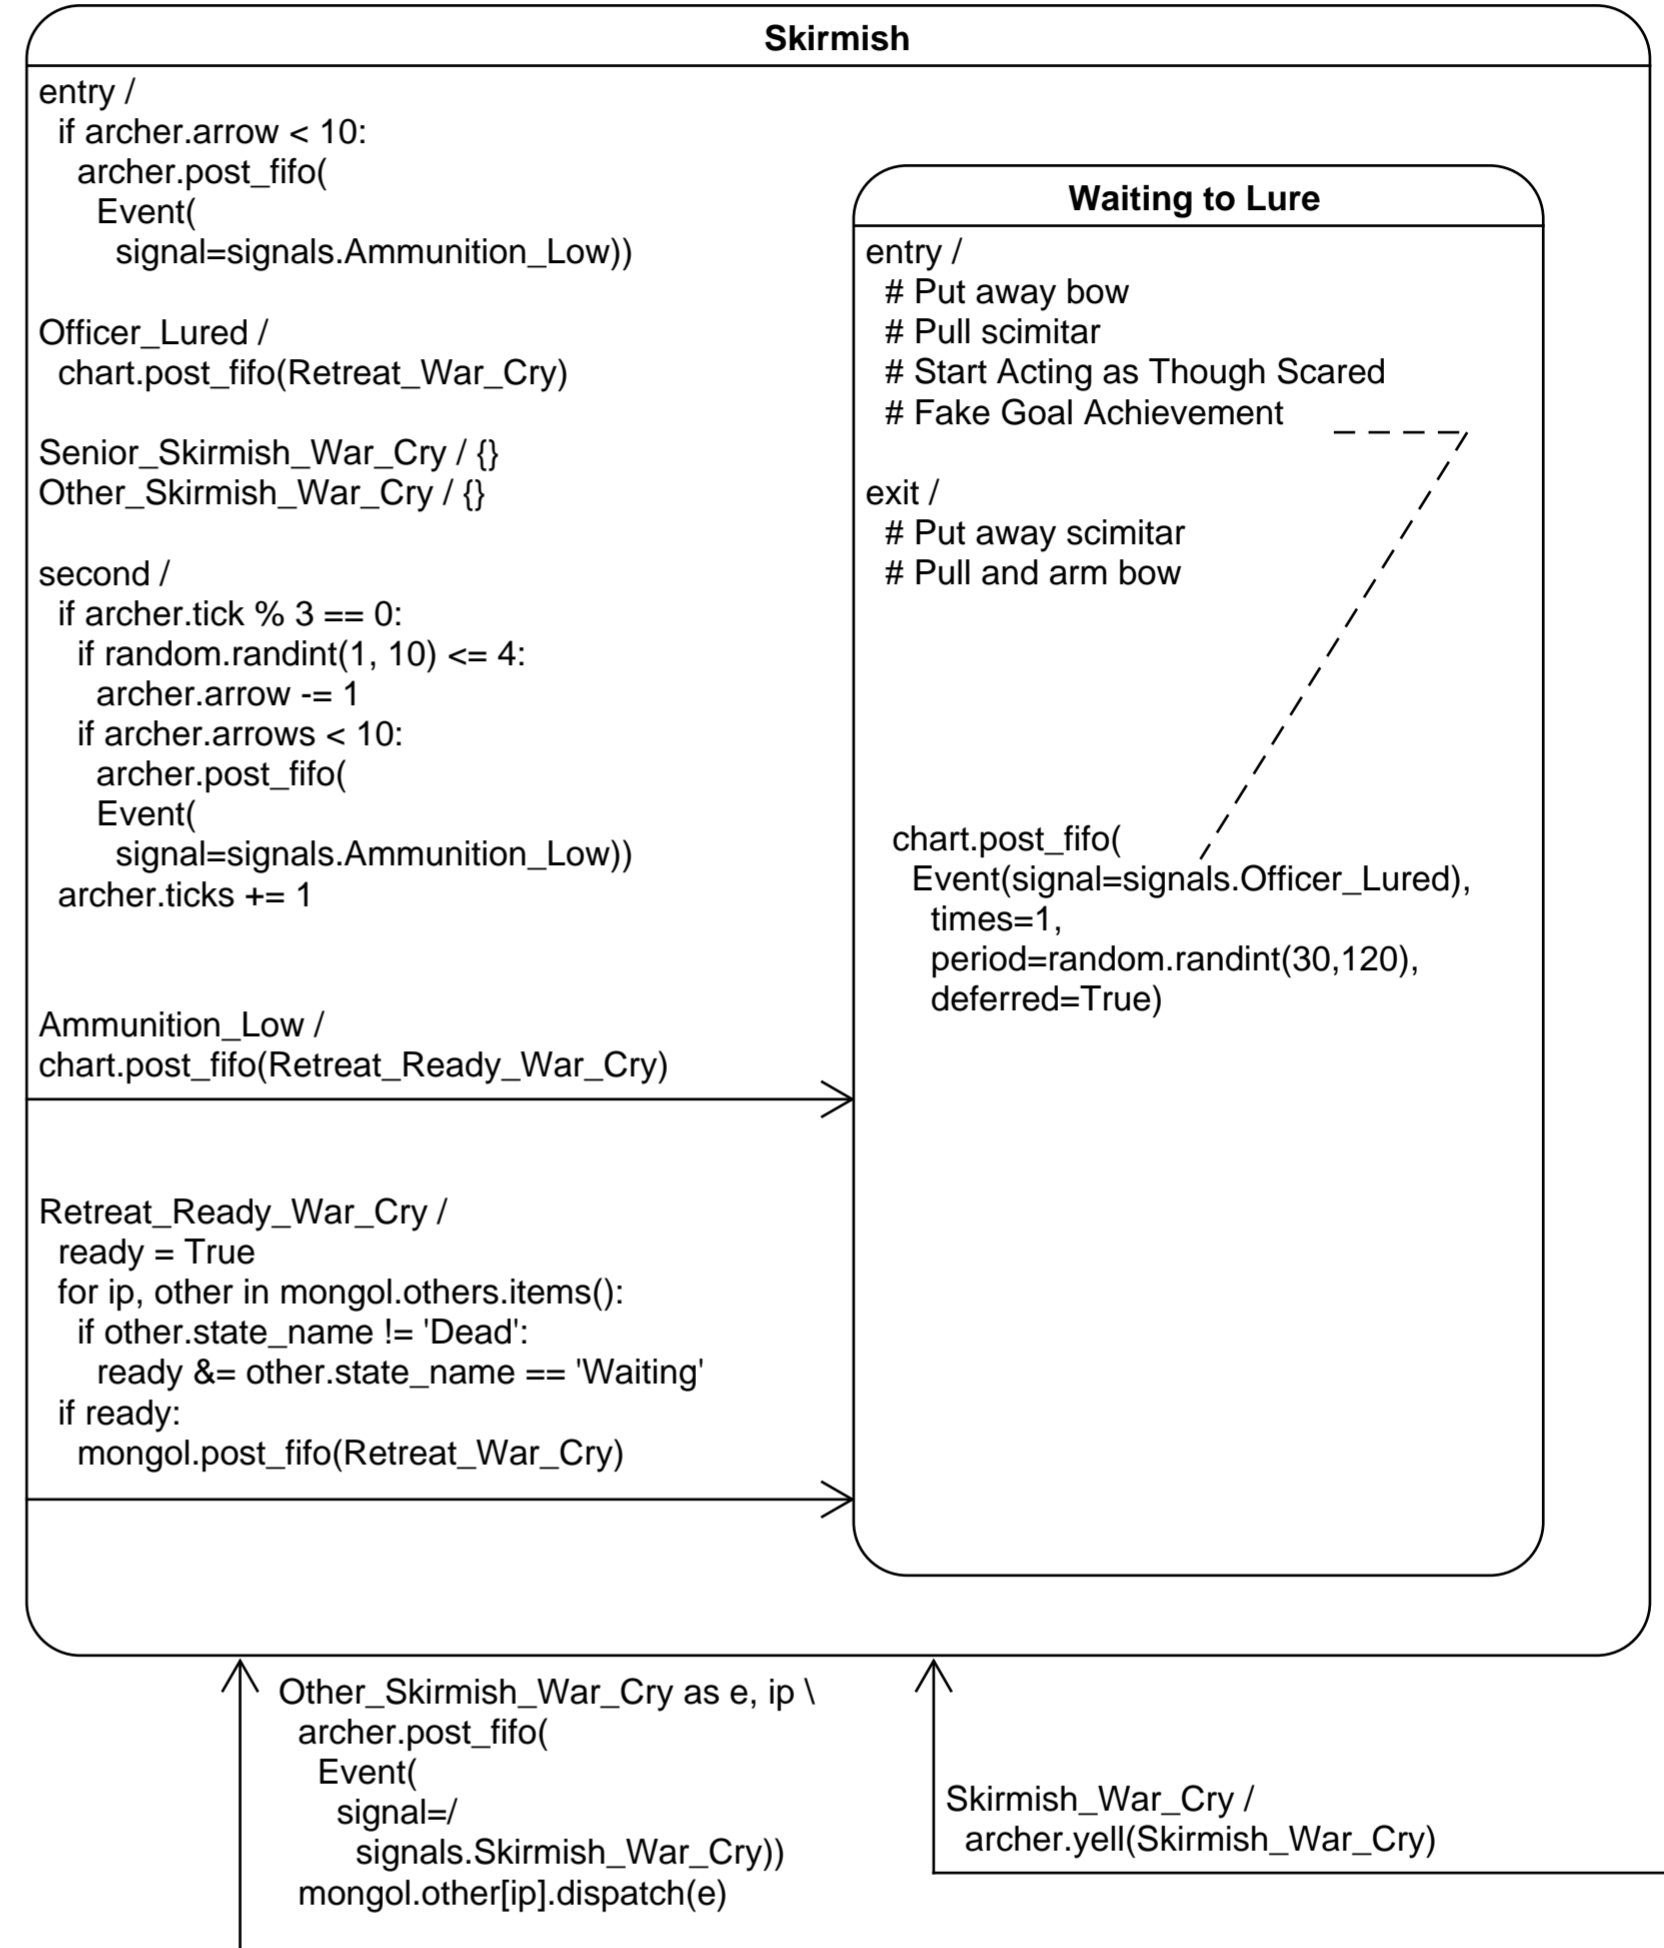 Skirmish
entry /
if archer.arrow < 10:
archer.post_fifo(
Event(
signal=signals.Ammunition_Low))
Officer_Lured /
chart.post_fifo(Retreat_War_Cry)
Senior_Skirmish_War_Cry / {}
Other_Skirmish_War_Cry / {}
second /
if archer.tick % 3 == 0:
if random.randint(1, 10) <= 4:
archer.arrow -= 1
if archer.arrows < 10:
archer.post_fifo(
Event(
signal=signals.Ammunition_Low))
archer.ticks += 1
Ammunition_Low /
chart.post_fifo(Retreat_Ready_War_Cry)
Retreat_Ready_War_Cry /
ready = True
for ip, other in mongol.others.items():
if other.state_name != 'Dead':
ready &= other.state_name == 'Waiting'
if ready:
mongol.post_fifo(Retreat_War_Cry)
Waiting to Lure
entry /
# Put away bow
# Pull scimitar
# Start Acting as Though Scared
# Fake Goal Achievement
exit /
# Put away scimitar
# Pull and arm bow
chart.post_fifo(
Event(signal=signals.Officer_Lured),
times=1,
period=random.randint(30,120),
deferred=True)
Other_Skirmish_War_Cry as e, ip \
archer.post_fifo(
Event(
signal=/
signals.Skirmish_War_Cry))
mongol.other[ip].dispatch(e)
Skirmish_War_Cry /
archer.yell(Skirmish_War_Cry)